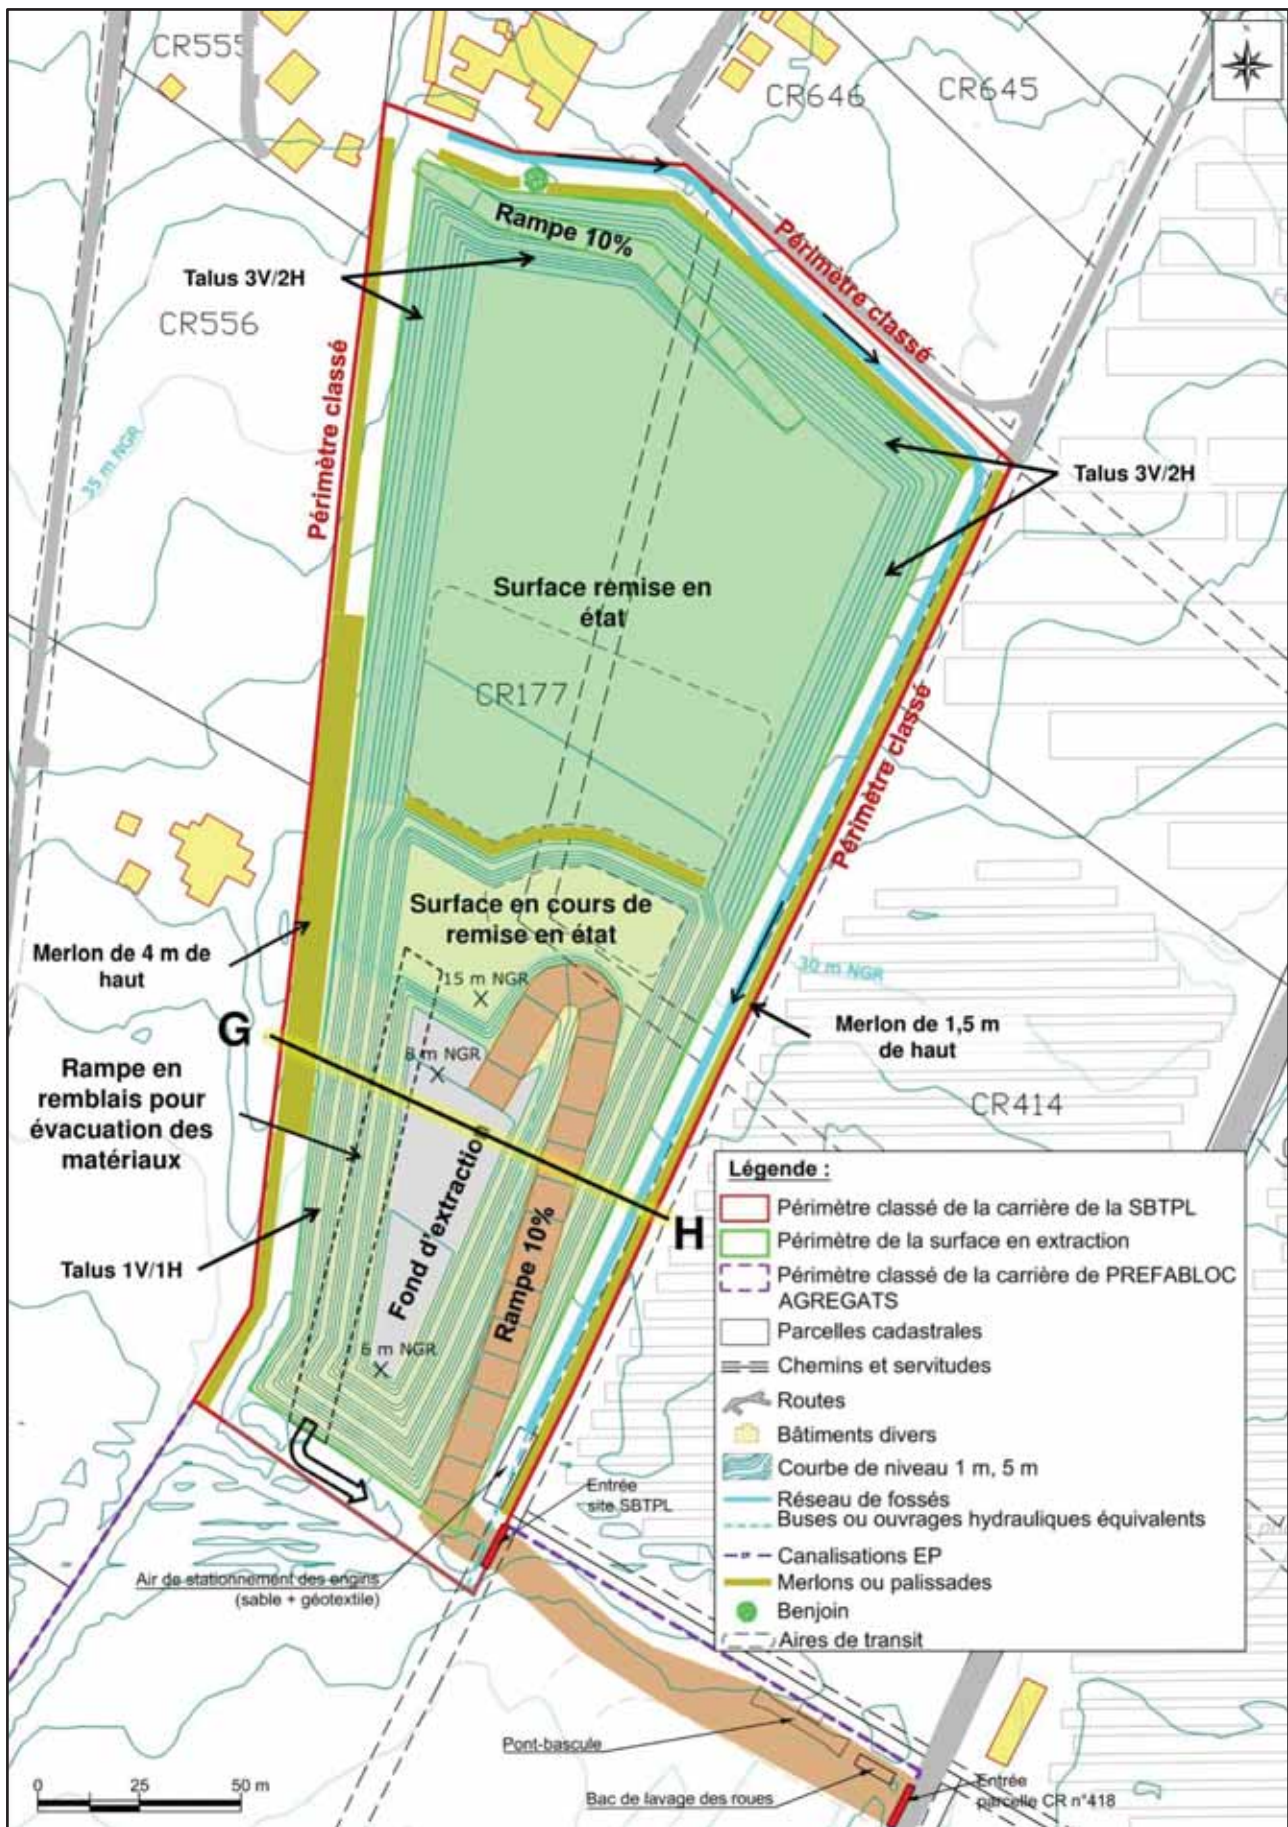 CR555
CR646
CR645
Rampe 10%
Périmètre classé
Talus 3V/2H
CR556
Périmètre classé
35 m NGR
Talus 3V/2H
Surface remise en
état
CR177
Périmètre classé
Surface en cours de
remise en état
Merlon de 4 m de
haut
15 m NGR
30 m NGR
G
Merlon de 1,5 m
de haut
8 m NGR
Rampe en
remblais pour
évacuation des
matériaux
CR414
Fond d'extraction
H
Rampe 10%
Talus 1V/1H
6 m NGR
Légende :
Périmètre classé de la carrière de la SBTPL
Périmètre de la surface en extraction
Périmètre classé de la carrière de PREFABLOC
AGREGATS
Parcelles cadastrales
Chemins et servitudes
Routes
Bâtiments divers
Courbe de niveau 1 m, 5 m
Réseau de fossés
Buses ou ouvrages hydrauliques équivalents
Canalisations EP
Merlons ou palissades
Benjoin
Aires de transit
Entrée
site SBTPL
Air de stationnement des engins
(sable + géotextile)
Pont-bascule
Bac de lavage des roues
Entrée
parcelle CR n°418
0 25 50 m